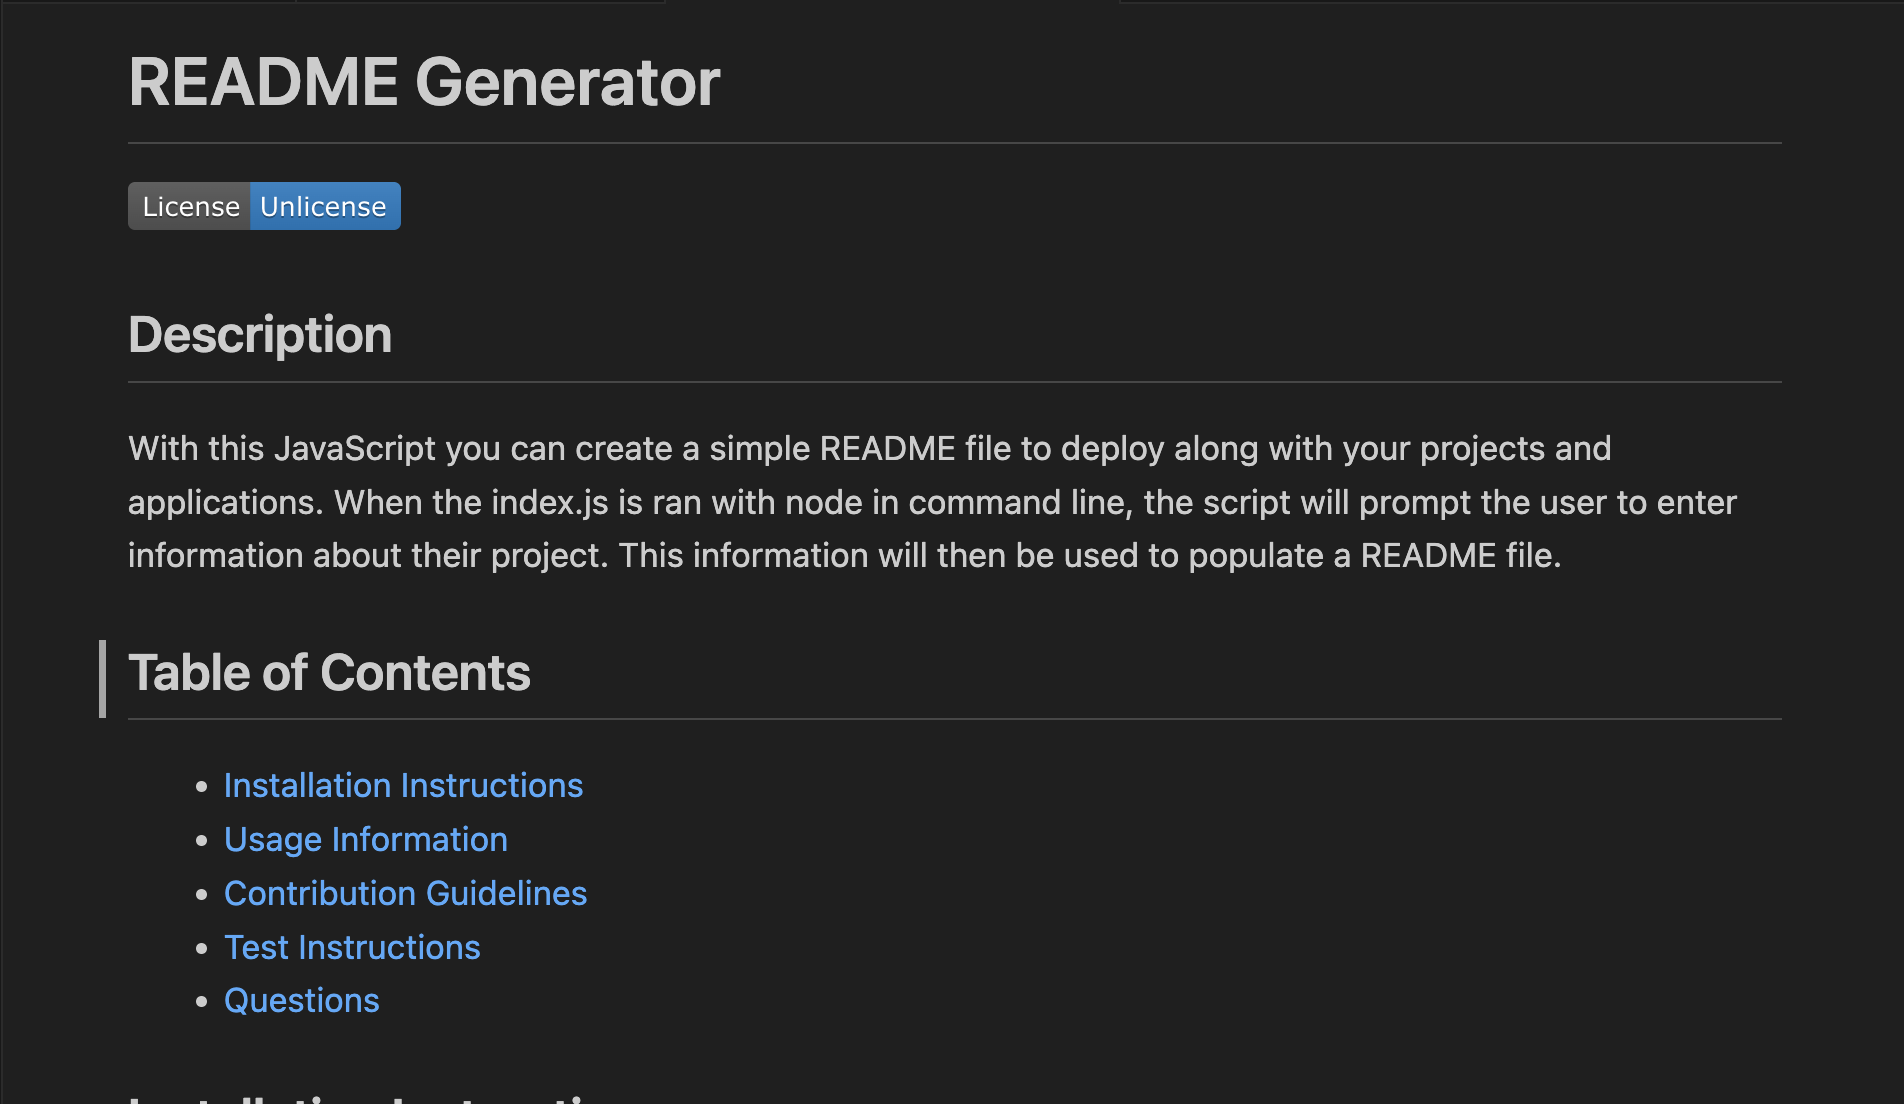 README Generator
License Unlicense
Description
With this JavaScript you can create a simple README file to deploy along with your projects and
applications. When the index.js is ran with node in command line, the script will prompt the user to enter
information about their project. This information will then be used to populate a README file.
Table of Contents
Installation Instructions
Usage Information
Contribution Guidelines
Test Instructions
Questions